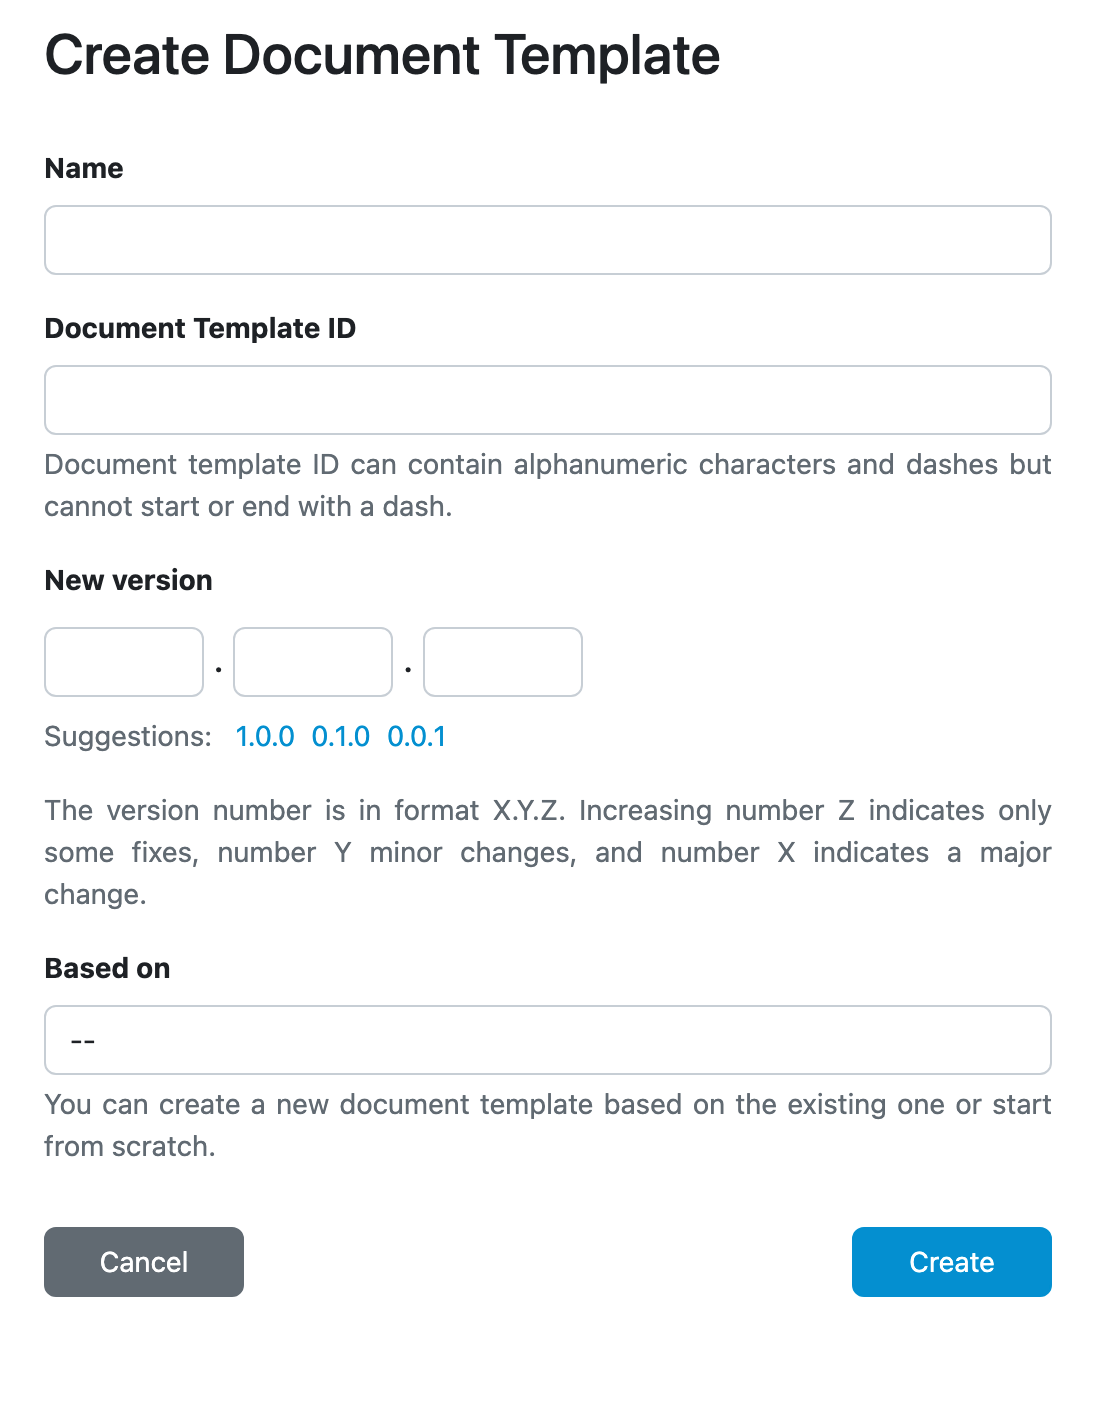 Create Document Template
Name
Document Template ID
Document template ID can contain alphanumeric characters and dashes but
cannot start or end with a dash.
New version
. .
Suggestions: 1.0.0 0.1.0 0.0.1
The version number is in format X.Y.Z. Increasing number Z indicates only
some fixes, number Y minor changes, and number X indicates a major
change.
Based on
--
You can create a new document template based on the existing one or start
from scratch.
Cancel Create